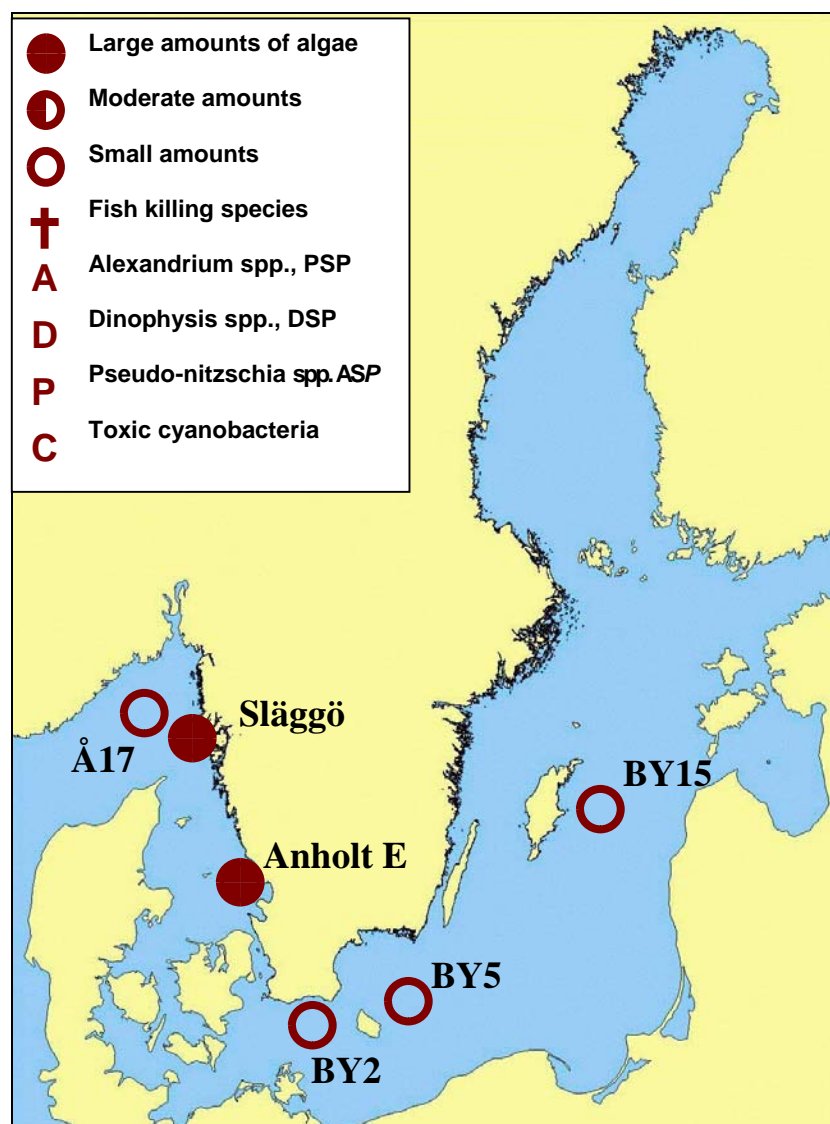 Large amounts of algae
Moderate amounts
Small amounts
Fish killing species
A Alexandrium spp., PSP
D Dinophysis spp., DSP
P Pseudo-nitzschia spp. ASP
C Toxic cyanobacteria
Släggö
Å17
BY15
Anholt E
BY5
BY2